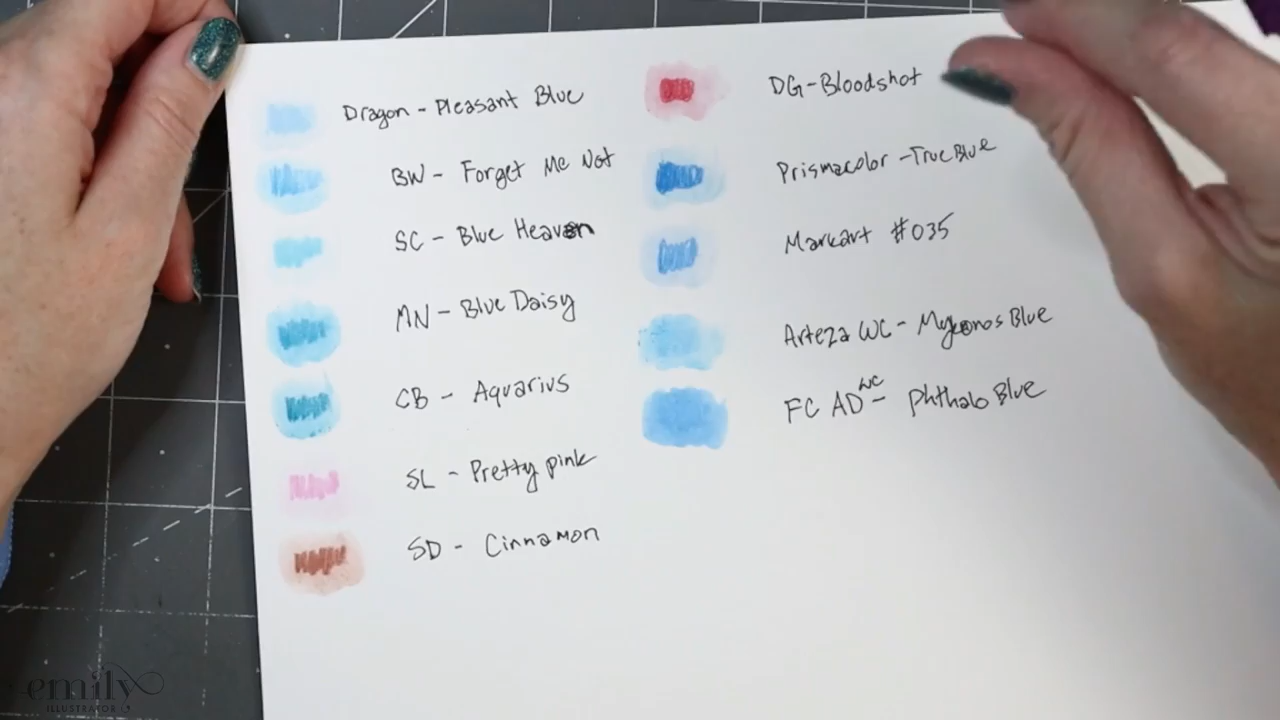 Dragon - Pleasant Blue
BW - Forget Me Not
SC - Blue Heaven
MN - Blue Daisy
CB - Aquarius
SL - Pretty pink
SD - Cinnamon
DG - Bloodshot
Prismacolor - True Blue
Markart #035
Arteza WC - Mykonos Blue
FC AD WC - Phthalo Blue
emily
ILLUSTRATOR